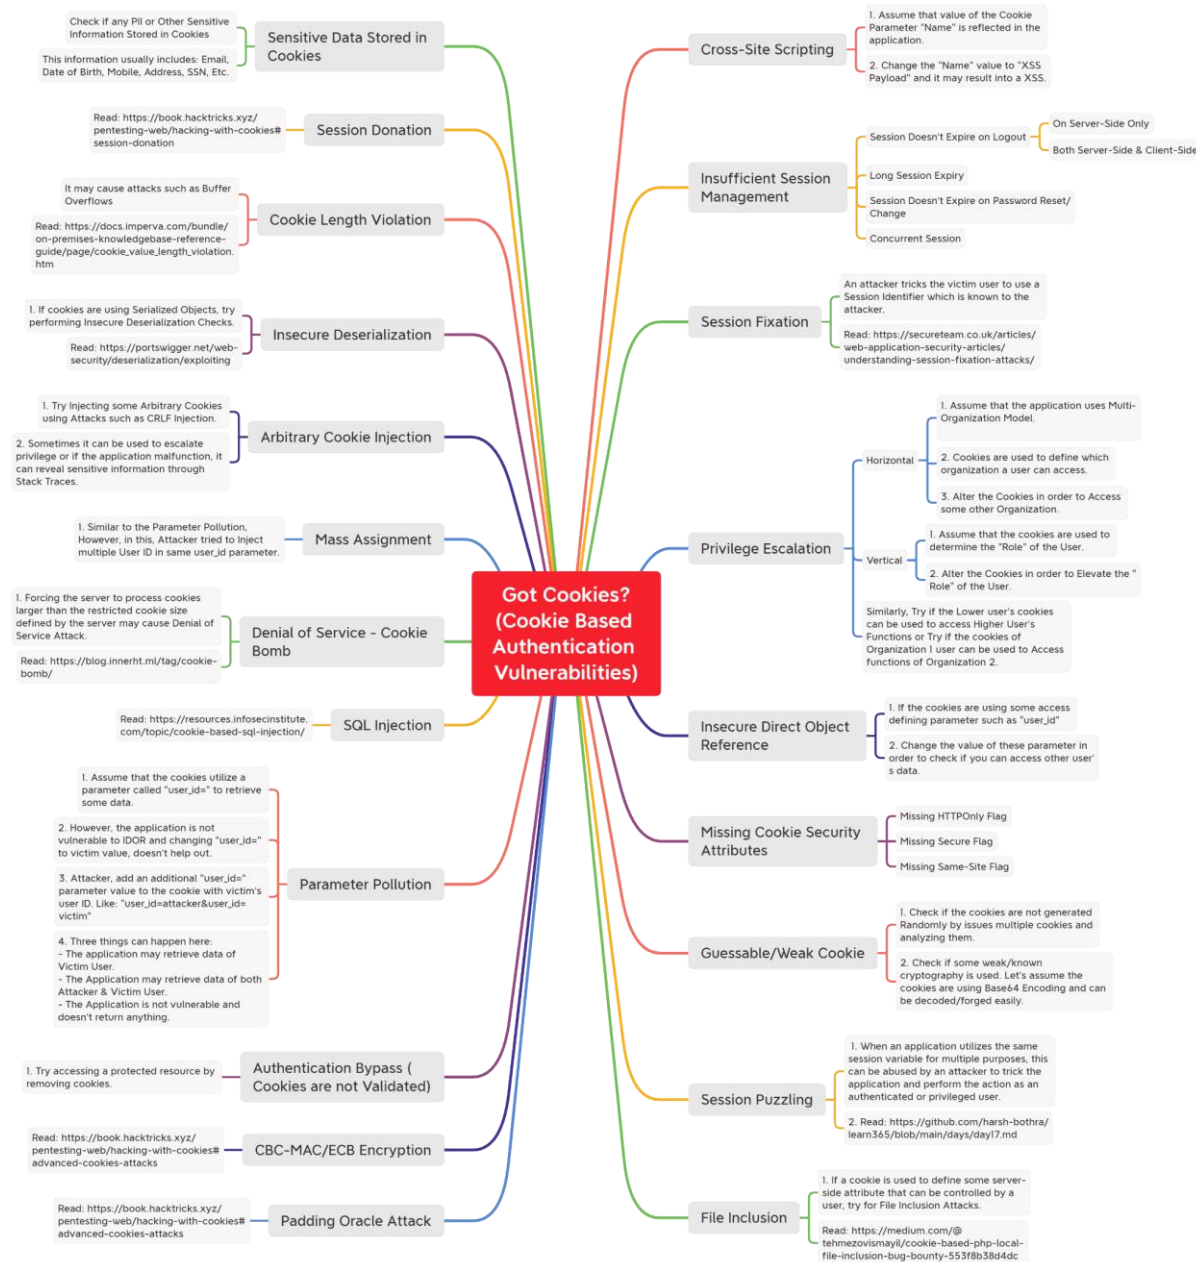 Got Cookies?
(Cookie Based
Authentication
Vulnerabilities)
Sensitive Data Stored in
Cookies
Check if any PII or Other Sensitive
Information Stored in Cookies
This information usually includes: Email,
Date of Birth, Mobile, Address, SSN, Etc.
Session Donation
Read: https://book.hacktricks.xyz/
pentesting-web/hacking-with-cookies#
session-donation
Cookie Length Violation
It may cause attacks such as Buffer
Overflows
Read: https://docs.imperva.com/bundle/
on-premises-knowledgebase-reference-
guide/page/cookie_value_length_violation.
htm
Insecure Deserialization
1. If cookies are using Serialized Objects, try
performing Insecure Deserialization Checks.
Read: https://portswigger.net/web-
security/deserialization/exploiting
Arbitrary Cookie Injection
1. Try Injecting some Arbitrary Cookies
using Attacks such as CRLF Injection.
2. Sometimes it can be used to escalate
privilege or if the application malfunction, it
can reveal sensitive information through
Stack Traces.
Mass Assignment
1. Similar to the Parameter Pollution,
However, in this, Attacker tried to Inject
multiple User ID in same user_id parameter.
Denial of Service - Cookie
Bomb
1. Forcing the server to process cookies
larger than the restricted cookie size
defined by the server may cause Denial of
Service Attack.
Read: https://blog.innerht.ml/tag/cookie-
bomb/
SQL Injection
Read: https://resources.infosecinstitute.
com/topic/cookie-based-sql-injection/
Parameter Pollution
1. Assume that the cookies utilize a
parameter called "user_id=" to retrieve
some data.
2. However, the application is not
vulnerable to IDOR and changing "user_id="
to victim value, doesn't help out.
3. Attacker, add an additional "user_id="
parameter value to the cookie with victim's
user ID. Like: "user_id=attacker&user_id=
victim"
4. Three things can happen here:
- The application may retrieve data of
Victim User.
- The Application may retrieve data of both
Attacker & Victim User.
- The Application is not vulnerable and
doesn't return anything.
Authentication Bypass (
Cookies are not Validated)
1. Try accessing a protected resource by
removing cookies.
CBC-MAC/ECB Encryption
Read: https://book.hacktricks.xyz/
pentesting-web/hacking-with-cookies#
advanced-cookies-attacks
Padding Oracle Attack
Read: https://book.hacktricks.xyz/
pentesting-web/hacking-with-cookies#
advanced-cookies-attacks
Cross-Site Scripting
1. Assume that value of the Cookie
Parameter "Name" is reflected in the
application.
2. Change the "Name" value to "XSS
Payload" and it may result into a XSS.
Insufficient Session
Management
Session Doesn't Expire on Logout
On Server-Side Only
Both Server-Side & Client-Side
Long Session Expiry
Session Doesn't Expire on Password Reset/
Change
Concurrent Session
Session Fixation
An attacker tricks the victim user to use a
Session Identifier which is known to the
attacker.
Read: https://secureteam.co.uk/articles/
web-application-security-articles/
understanding-session-fixation-attacks/
Privilege Escalation
Horizontal
1. Assume that the application uses Multi-
Organization Model.
2. Cookies are used to define which
organization a user can access.
3. Alter the Cookies in order to Access
some other Organization.
Vertical
1. Assume that the cookies are used to
determine the "Role" of the User.
2. Alter the Cookies in order to Elevate the "
Role" of the User.
Similarly, Try if the Lower user's cookies
can be used to access Higher User's
Functions or Try if the cookies of
Organization 1 user can be used to Access
functions of Organization 2.
Insecure Direct Object
Reference
1. If the cookies are using some access
defining parameter such as "user_id"
2. Change the value of these parameter in
order to check if you can access other user'
s data.
Missing Cookie Security
Attributes
Missing HTTPOnly Flag
Missing Secure Flag
Missing Same-Site Flag
Guessable/Weak Cookie
1. Check if the cookies are not generated
Randomly by issues multiple cookies and
analyzing them.
2. Check if some weak/known
cryptography is used. Let's assume the
cookies are using Base64 Encoding and can
be decoded/forged easily.
Session Puzzling
1. When an application utilizes the same
session variable for multiple purposes, this
can be abused by an attacker to trick the
application and perform the action as an
authenticated or privileged user.
2. Read: https://github.com/harsh-bothra/
learn365/blob/main/days/day17.md
File Inclusion
1. If a cookie is used to define some server-
side attribute that can be controlled by a
user, try for File Inclusion Attacks.
Read: https://medium.com/@
tehmezovismayil/cookie-based-php-local-
file-inclusion-bug-bounty-553f8b38d4dc